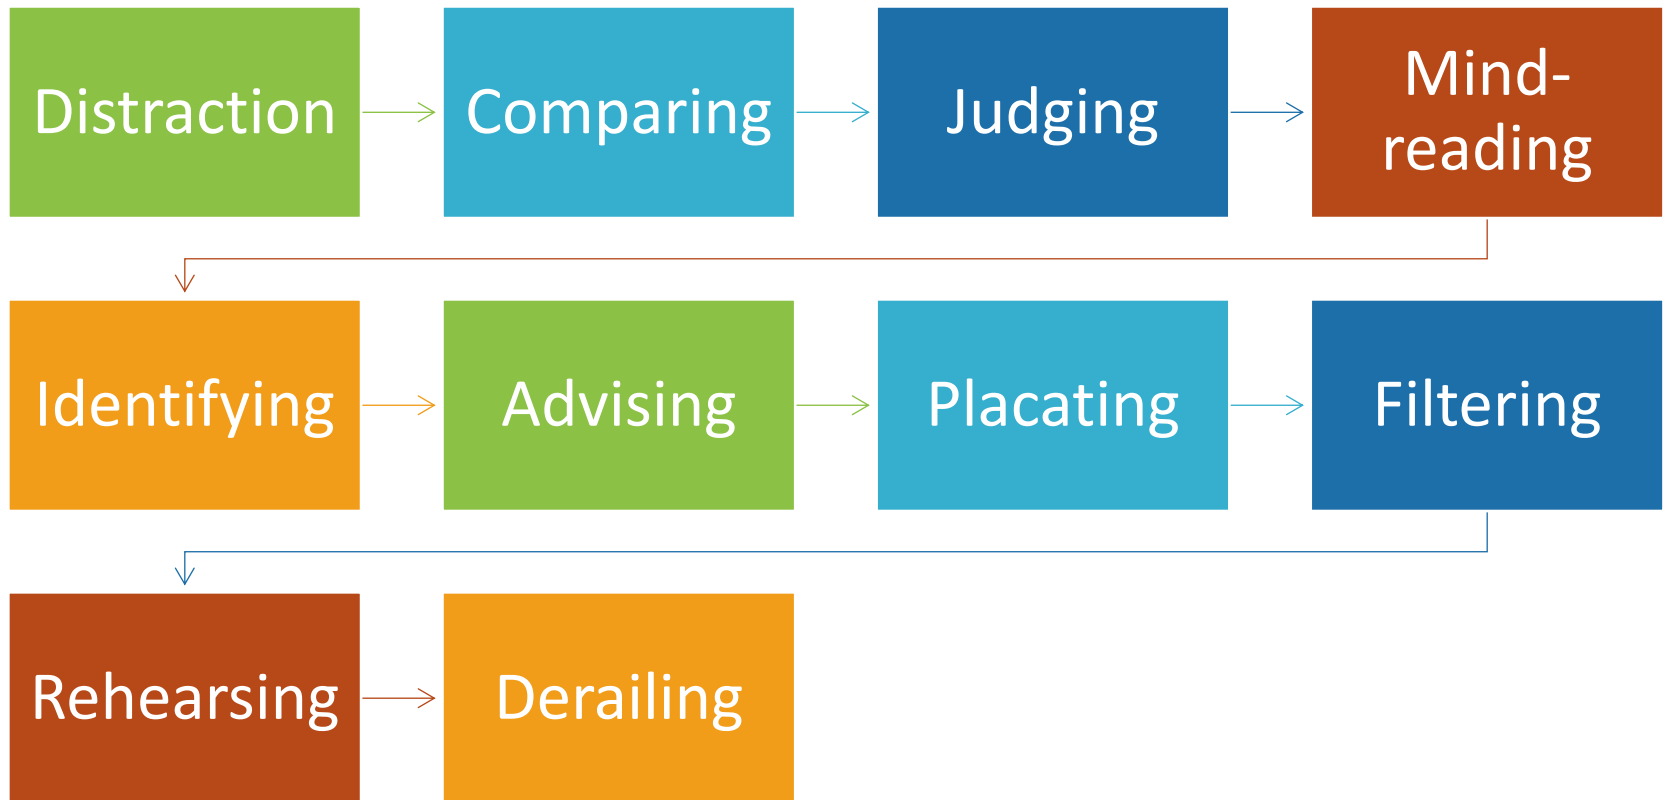 Distraction
Comparing
Judging
Mind-
reading
Identifying
Advising
Placating
Filtering
Rehearsing
Derailing